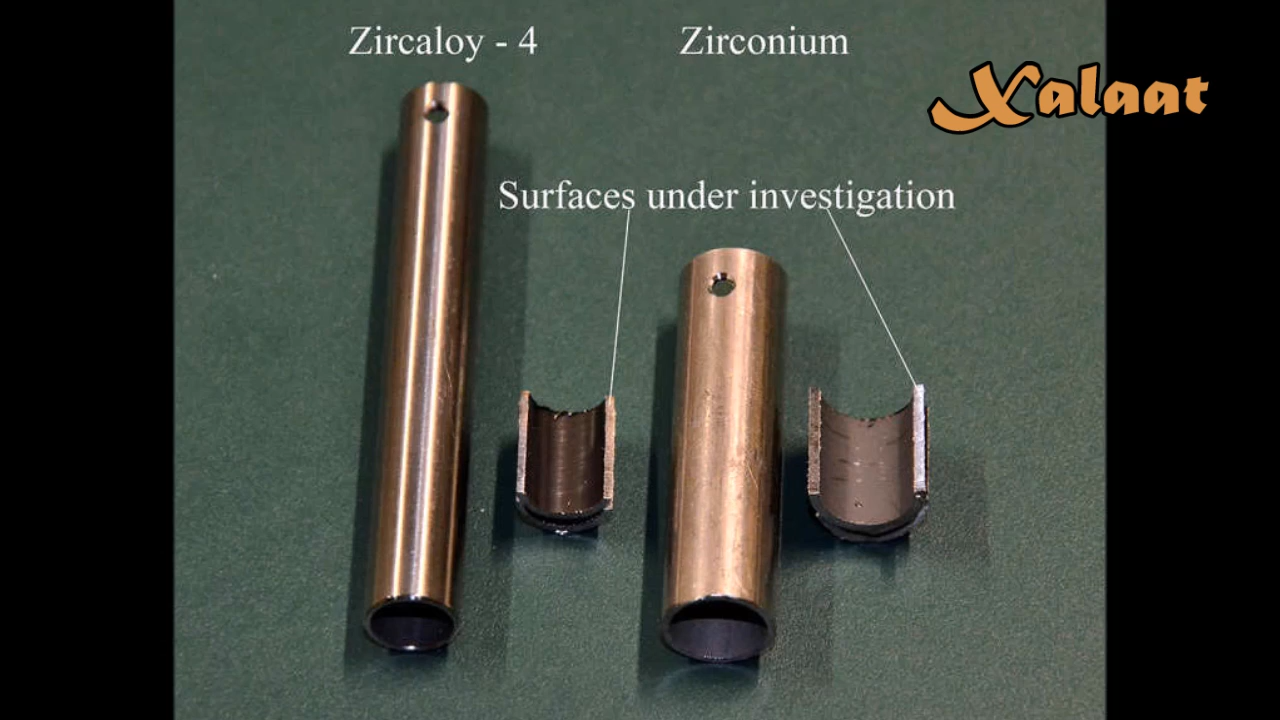 Zircaloy - 4
Zirconium
Xalaat
Surfaces under investigation